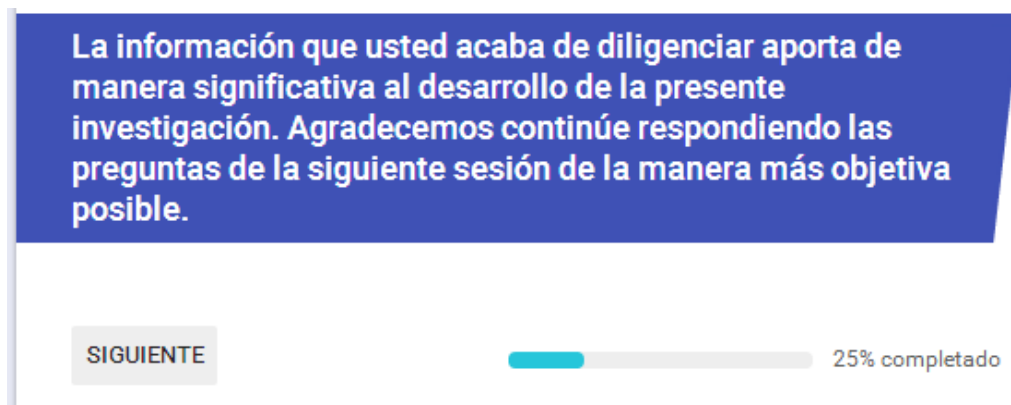 La información que usted acaba de diligenciar aporta de
manera significativa al desarrollo de la presente
investigación. Agradecemos continúe respondiendo las
preguntas de la siguiente sesión de la manera más objetiva
posible.
SIGUIENTE
25% completado